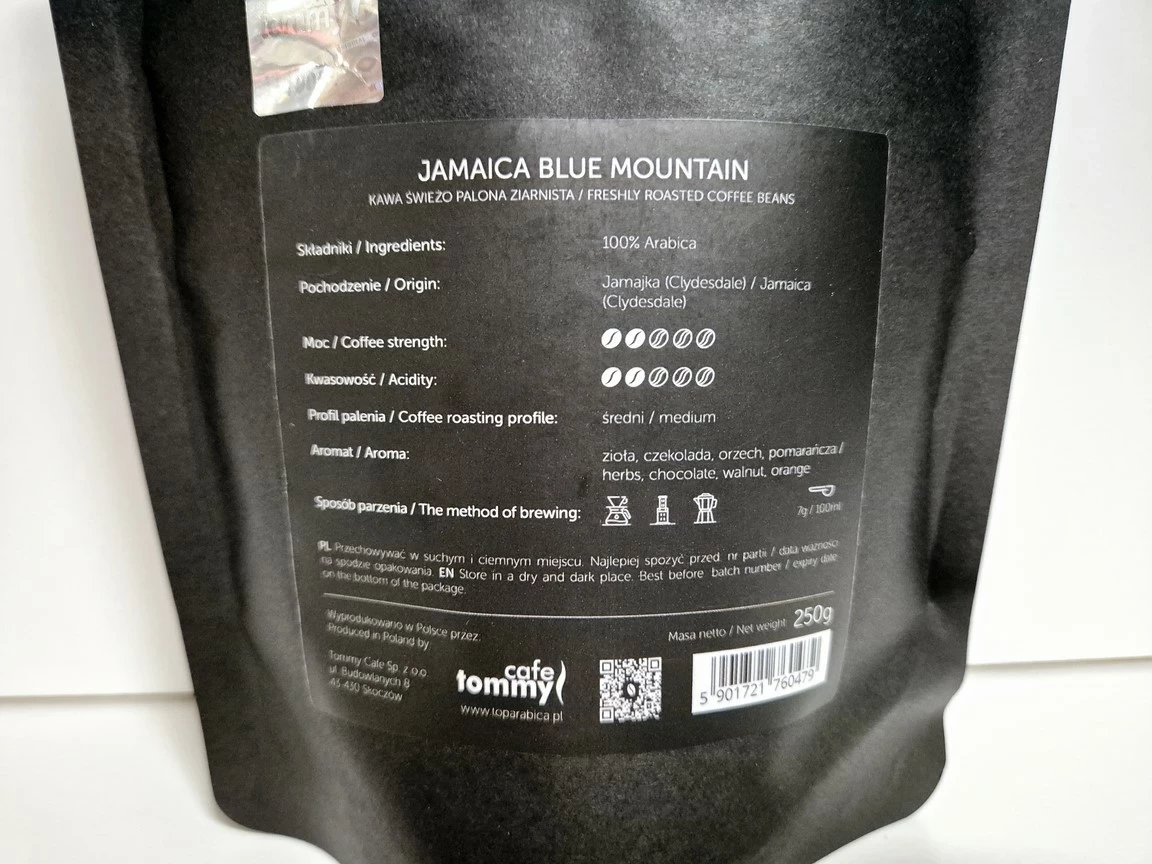 JAMAICA BLUE MOUNTAIN
KAWA ŚWIEŻO PALONA ZIARNISTA / FRESHLY ROASTED COFFEE BEANS
Składniki / Ingredients: 100% Arabica
Pochodzenie / Origin: Jamajka (Clydesdale) / Jamaica
(Clydesdale)
Moc / Coffee strength:
Kwasowość / Acidity:
Profil palenia / Coffee roasting profile: średni / medium
Aromat / Aroma: zioła, czekolada, orzech, pomarańcza /
herbs, chocolate, walnut, orange
Sposób parzenia / The method of brewing: 7g / 100ml
PL Przechowywać w suchym i ciemnym miejscu. Najlepiej spożyć przed nr partii / data ważności
na spodzie opakowania. EN Store in a dry and dark place. Best before batch number / expiry date
on the bottom of the package.
Wyprodukowano w Polsce przez:
Produced in Poland by
Masa netto / Net weight 250g
Tommy Cafe Sp. z o.o
ul. Budowlanych 8
43-430 Skoczów
cafe
tommy
www.toparabica.pl
5 901721 760479